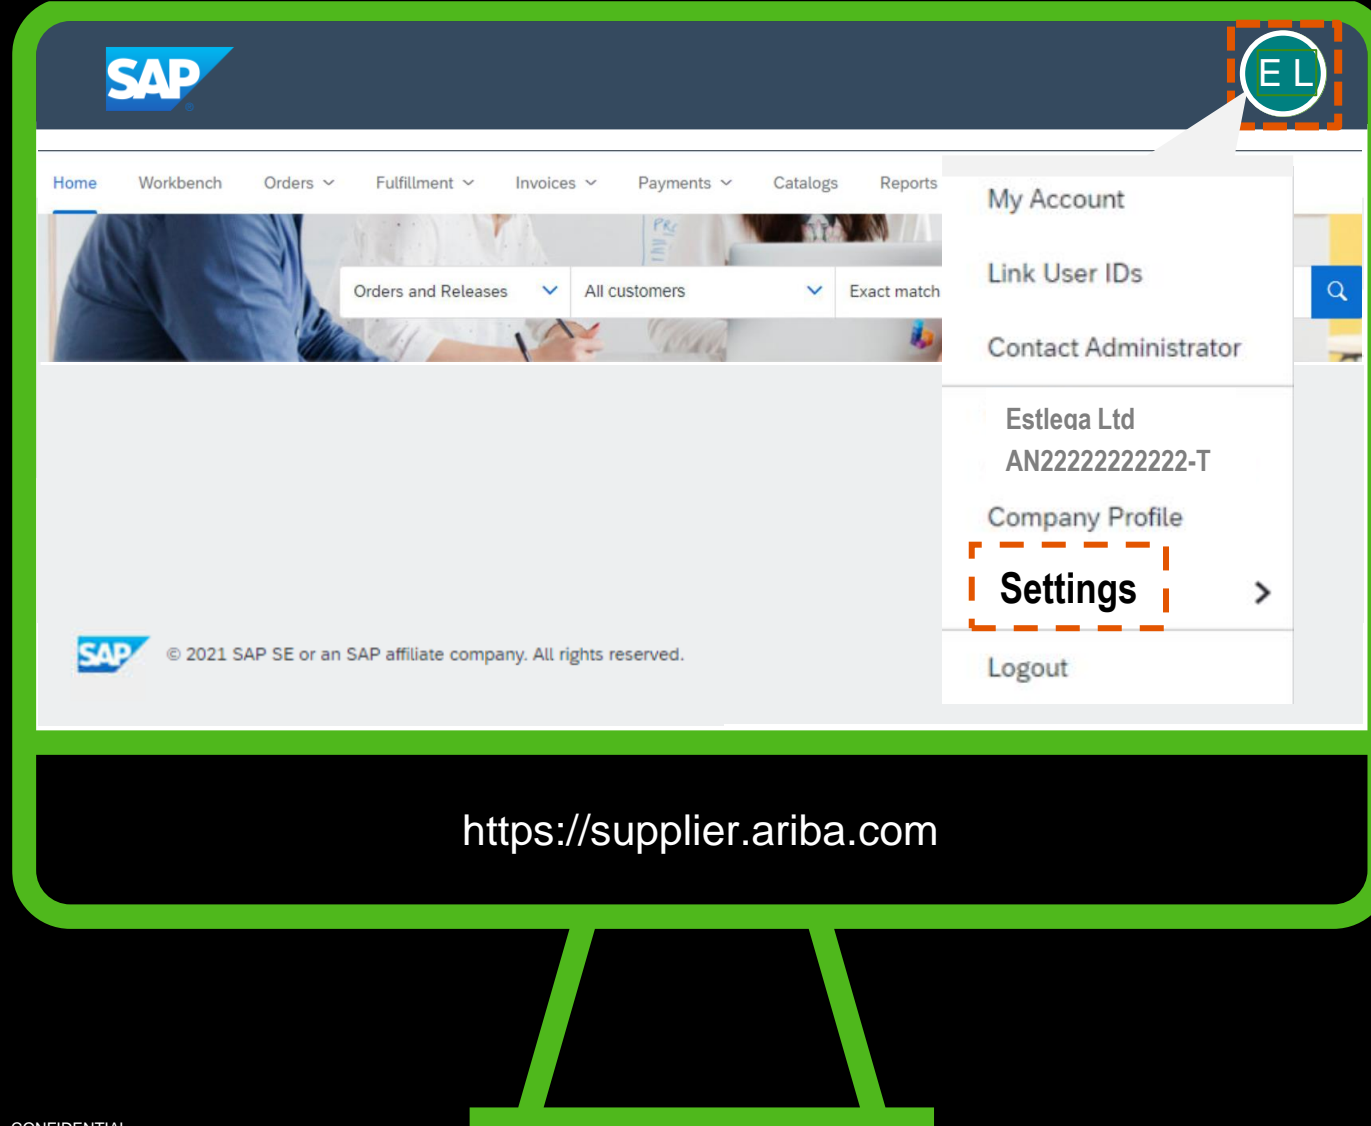 SAP
E L
Home Workbench Orders Fulfillment Invoices Payments Catalogs Reports
My Account
Link User IDs
Orders and Releases All customers Exact match
Contact Administrator
Estlega Ltd
AN22222222222-T
Company Profile
Settings
SAP © 2021 SAP SE or an SAP affiliate company. All rights reserved.
Logout
https://supplier.ariba.com
CONFIDENTIAL